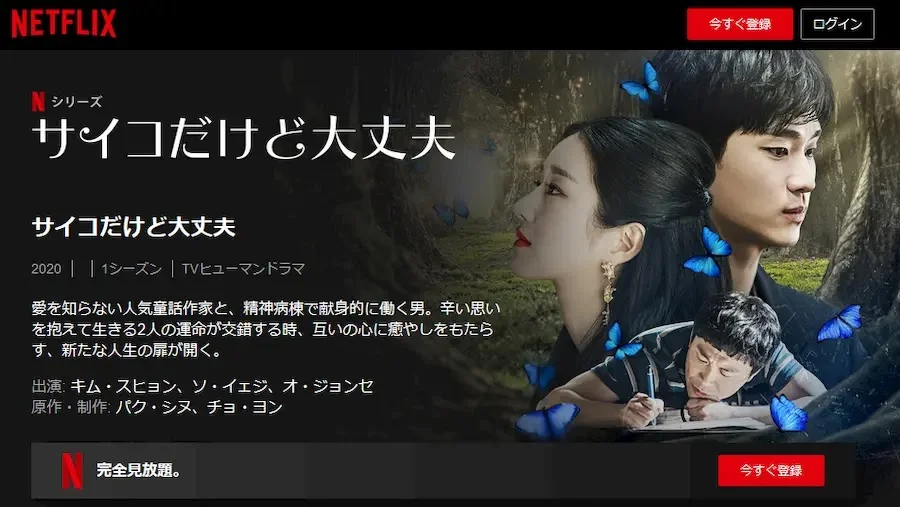 NETFLIX
今すぐ登録
ログイン
N シリーズ
サイコだけど大丈夫
サイコだけど大丈夫
2020 | | 1シーズン | TVヒューマンドラマ
愛を知らない人気童話作家と、精神病棟で献身的に働く男。辛い思い
を抱えて生きる2人の運命が交錯する時、互いの心に癒やしをもたら
す、新たな人生の扉が開く。
出演: キム・スヒョン、ソ・イェジ、オ・ジョンセ
原作・制作: パク・シヌ、チョ・ヨン
N 完全見放題。
今すぐ登録